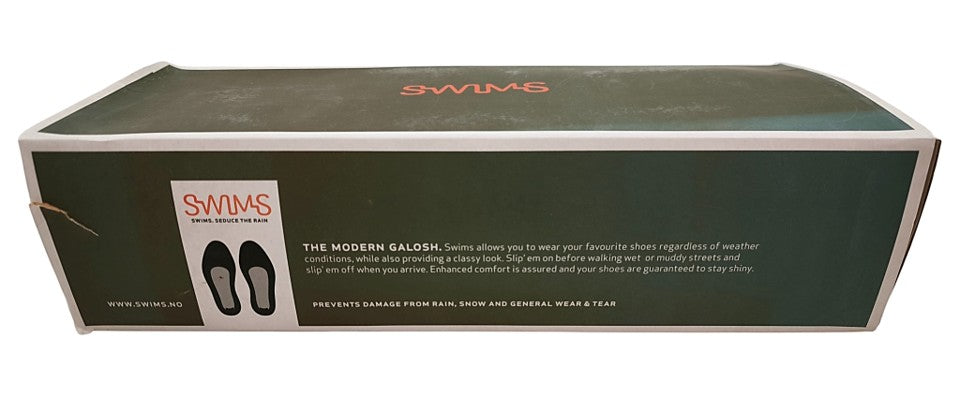 SWIMS
SWIMS
SWIMS. SEDUCE THE RAIN
THE MODERN GALOSH. Swims allows you to wear your favourite shoes regardless of weather
conditions, while also providing a classy look. Slip' em on before walking wet or muddy streets and
slip' em off when you arrive. Enhanced comfort is assured and your shoes are guaranteed to stay shiny.
WWW.SWIMS.NO
PREVENTS DAMAGE FROM RAIN, SNOW AND GENERAL WEAR & TEAR